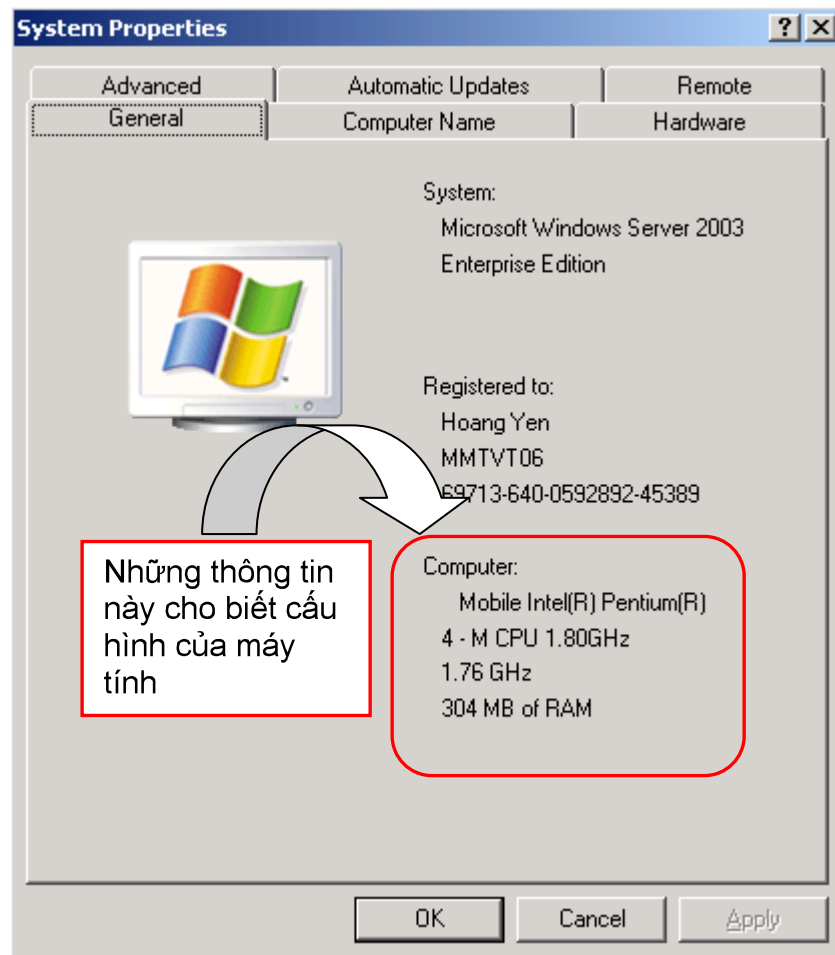 System Properties
Advanced
Automatic Updates
Remote
General
Computer Name
Hardware
System:
Microsoft Windows Server 2003
Enterprise Edition
Registered to:
Hoang Yen
MMTVT06
69713-640-0592892-45389
Những thông tin
này cho biết cấu
hình của máy
tính
Computer:
Mobile Intel(R) Pentium(R)
4 - M CPU 1.80GHz
1.76 GHz
304 MB of RAM
OK
Cancel
Apply